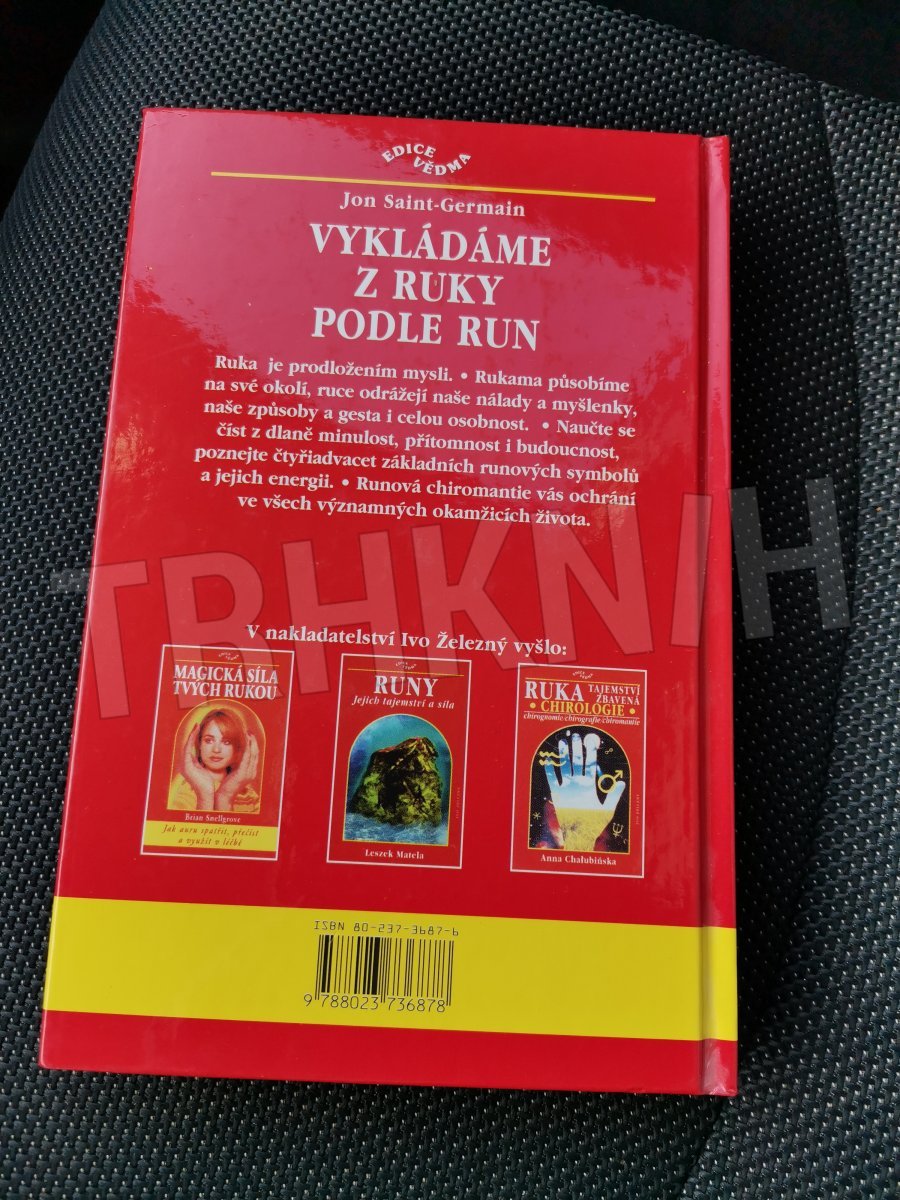 EDICE
VĚDMA
Jon Saint-Germain
VYKLÁDÁME
Z RUKY
PODLE RUN
Ruka je prodložením mysli. • Rukama působíme
na své okolí, ruce odrážejí naše nálady a myšlenky,
naše způsoby a gesta i celou osobnost. • Naučte se
číst z dlaně minulost, přítomnost i budoucnost,
poznejte čtyřiadvacet základních runových symbolů
a jejich energii. • Runová chiromantie vás ochrání
ve všech významných okamžicích života.
TRHKNIH
V nakladatelství Ivo Železný vyšlo:
MAGICKÁ SÍLA
TVÝCH RUKOU
Brian Snellgrove
Jak auru spatřit, přečíst
a využít v léčbě
RUNY
Jejich tajemství a síla
Leszek Matela
RUKA TAJEMSTVÍ
ZBAVENÁ
• CHIROLOGIE •
chirognomie/chirografie/chiromantie
Anna Chałubińska
ISBN 80-237-3687-6
9 788023 736878